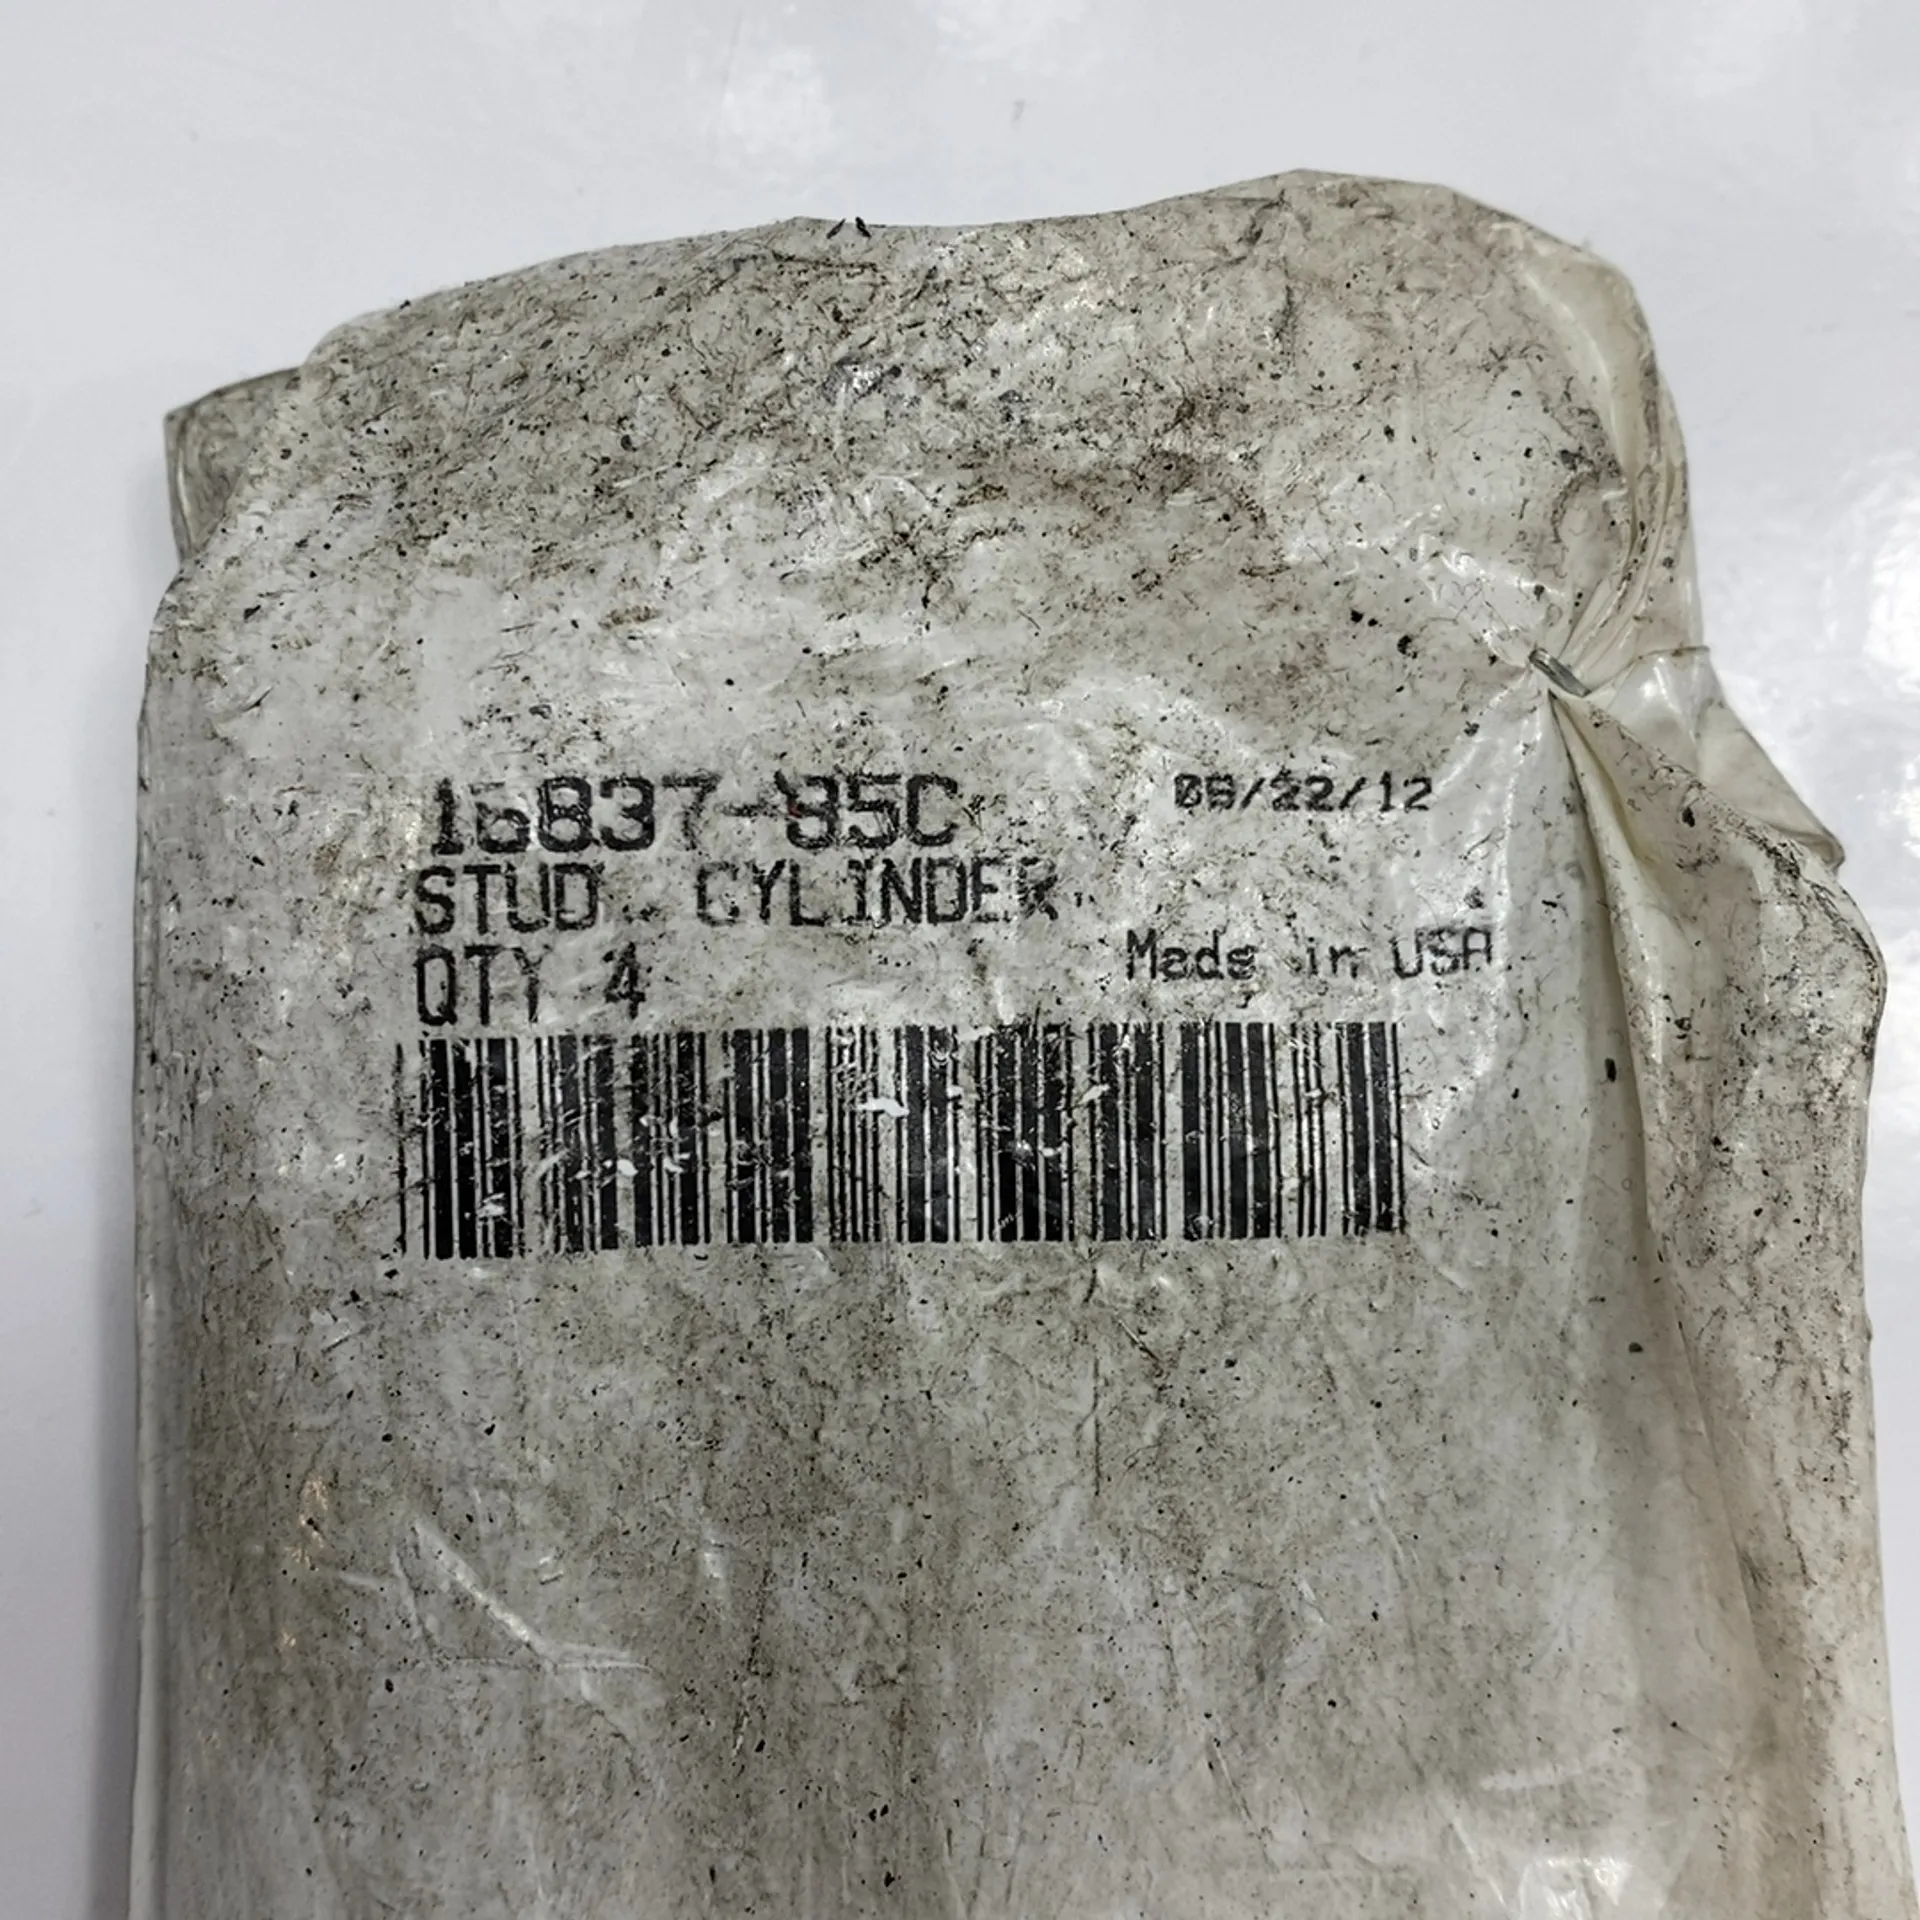 16837-85C 08/22/12
STUD, CYLINDER
QTY 4 Made in USA